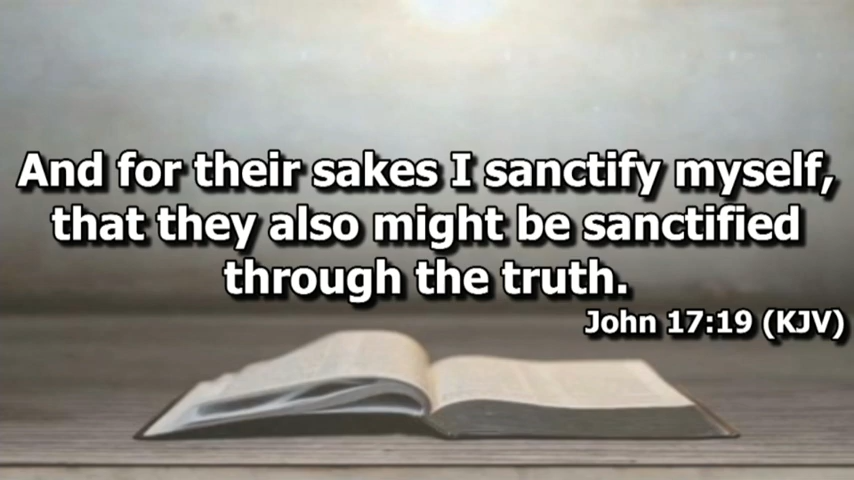 And for their sakes I sanctify myself,
that they also might be sanctified
through the truth.
John 17:19 (KJV)